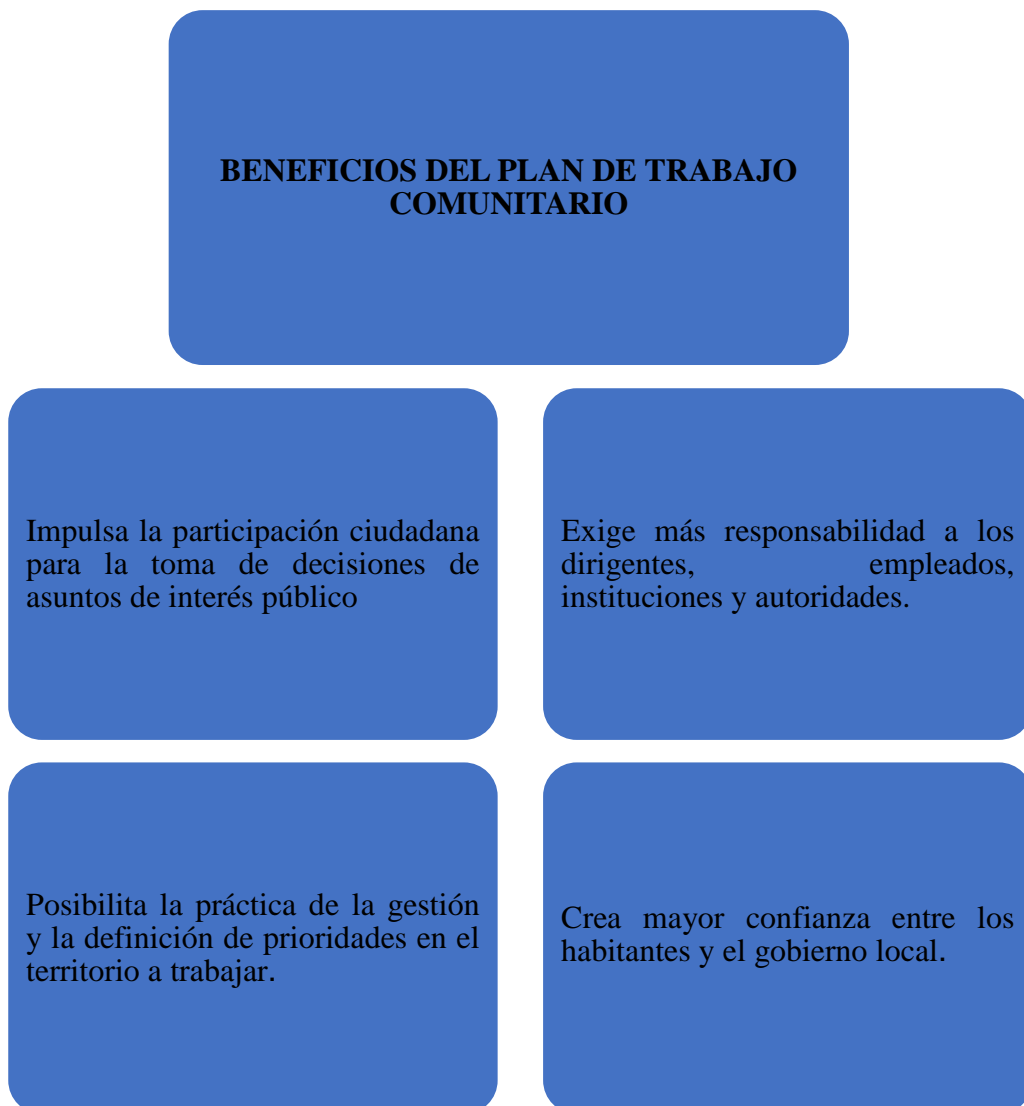 BENEFICIOS DEL PLAN DE TRABAJO
COMUNITARIO
Impulsa la participación ciudadana
para la toma de decisiones de
asuntos de interés público
Exige más responsabilidad a los
dirigentes, empleados,
instituciones y autoridades.
Posibilita la práctica de la gestión
y la definición de prioridades en el
territorio a trabajar.
Crea mayor confianza entre los
habitantes y el gobierno local.